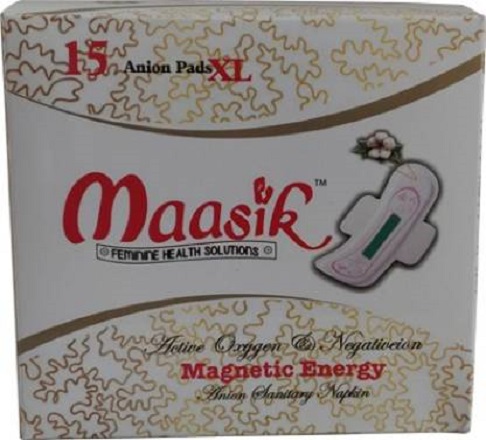 15 Anion Pads XL
Maasik™
FEMININE HEALTH SOLUTIONS
Active Oxygen & Negativeion
Magnetic Energy
Anion Sanitary Napkin